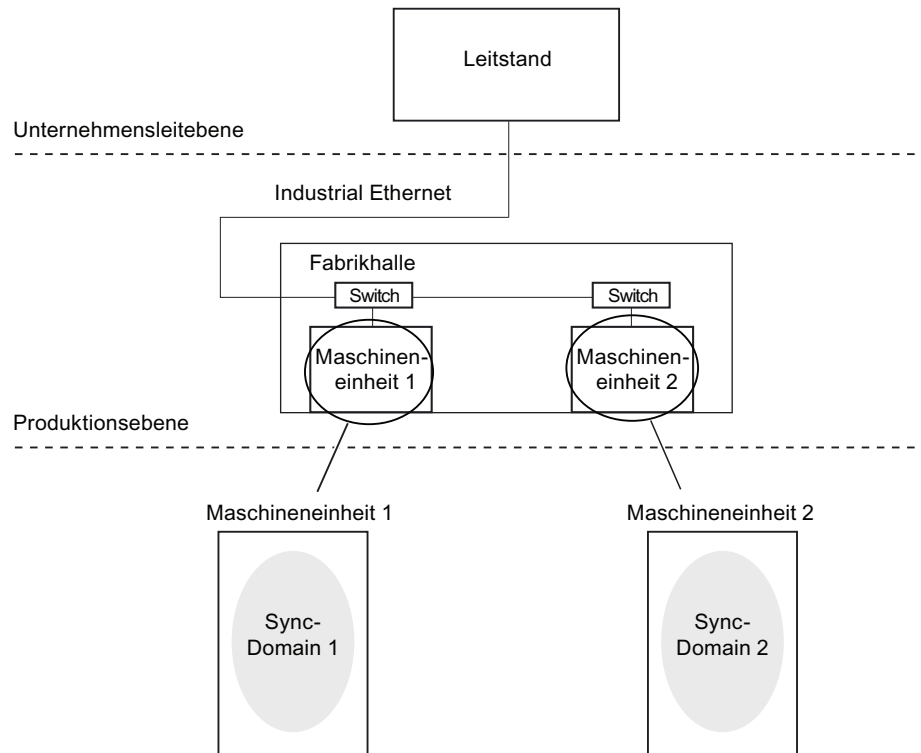 Leitstand
Unternehmensleitebene
Industrial Ethernet
Fabrikhalle
Switch
Switch
Maschinen-
einheit 1
Maschinen-
einheit 2
Produktionsebene
Maschineneinheit 1
Maschineneinheit 2
Sync-
Domain 1
Sync-
Domain 2